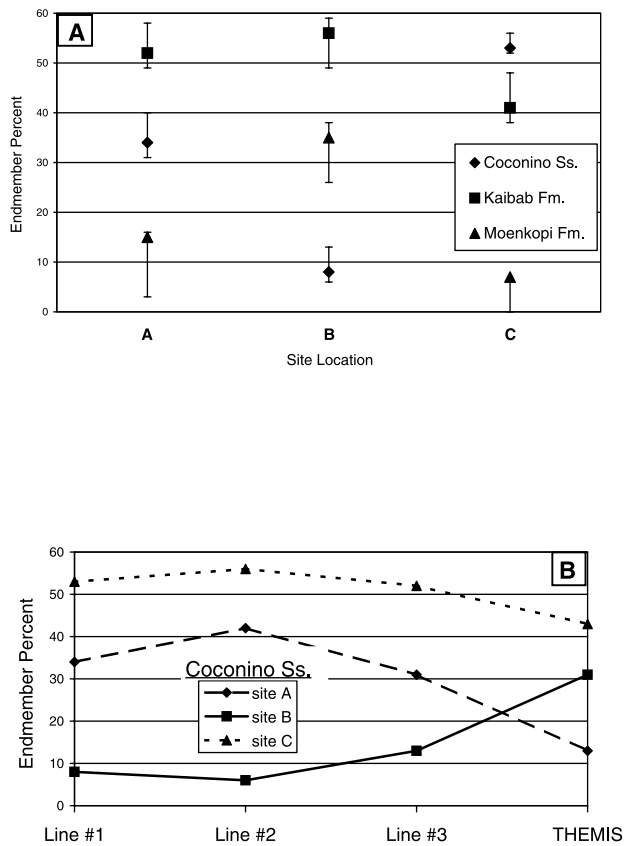 A
60
50
40
30
20
10
0
Endmember Percent
Coconino Ss.
Kaibab Fm.
Moenkopi Fm.
A B C
Site Location
B
60
50
40
30
20
10
0
Endmember Percent
Coconino Ss.
site A
site B
site C
Line #1 Line #2 Line #3 THEMIS